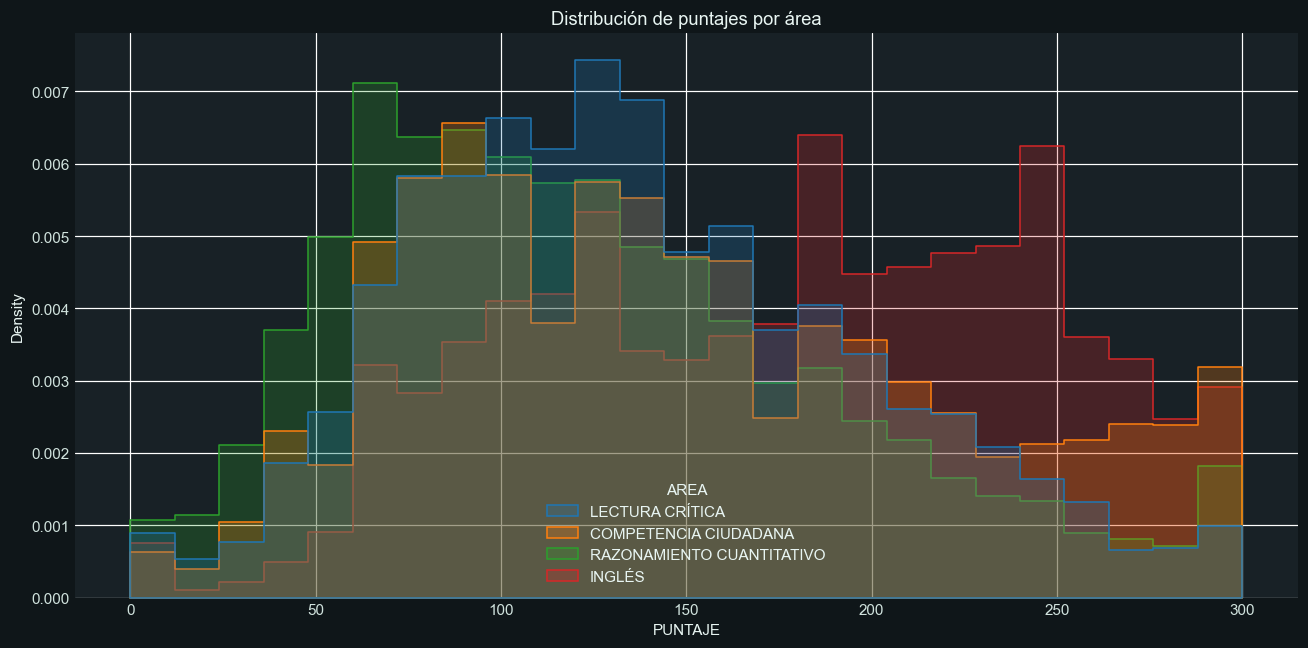 Distribución de puntajes por área
Density
0.007
0.006
0.005
0.004
0.003
0.002
0.001
0.000
AREA
LECTURA CRÍTICA
COMPETENCIA CIUDADANA
RAZONAMIENTO CUANTITATIVO
INGLÉS
0 50 100 150 200 250 300
PUNTAJE